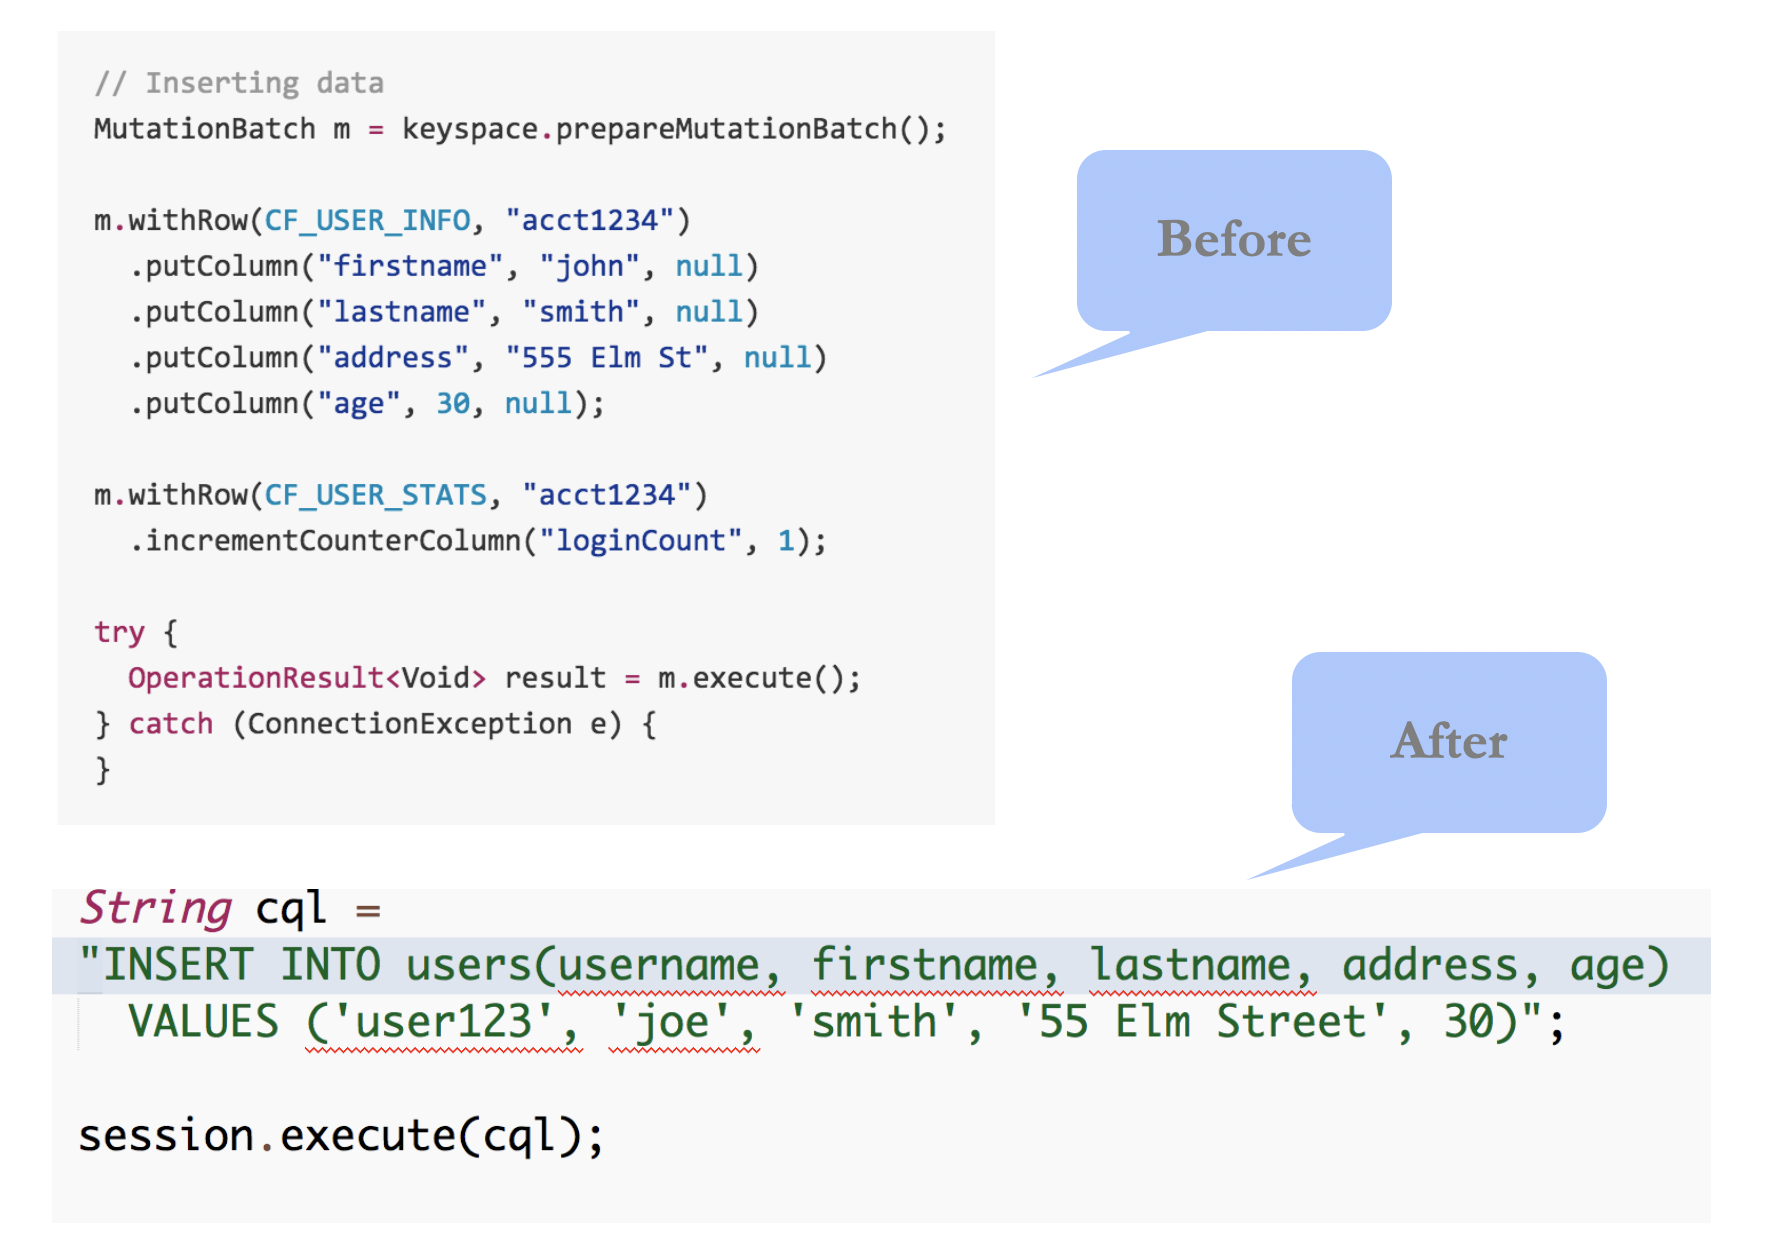 // Inserting data
MutationBatch m = keyspace.prepareMutationBatch();
m.withRow(CF_USER_INFO, "acct1234")
.putColumn("firstname", "john", null)
.putColumn("lastname", "smith", null)
.putColumn("address", "555 Elm St", null)
.putColumn("age", 30, null);
m.withRow(CF_USER_STATS, "acct1234")
.incrementCounterColumn("loginCount", 1);
try {
OperationResult<Void> result = m.execute();
} catch (ConnectionException e) {
}
Before
After
String cql =
"INSERT INTO users(username, firstname, lastname, address, age)
VALUES ('user123', 'joe', 'smith', '55 Elm Street', 30)";
session.execute(cql);